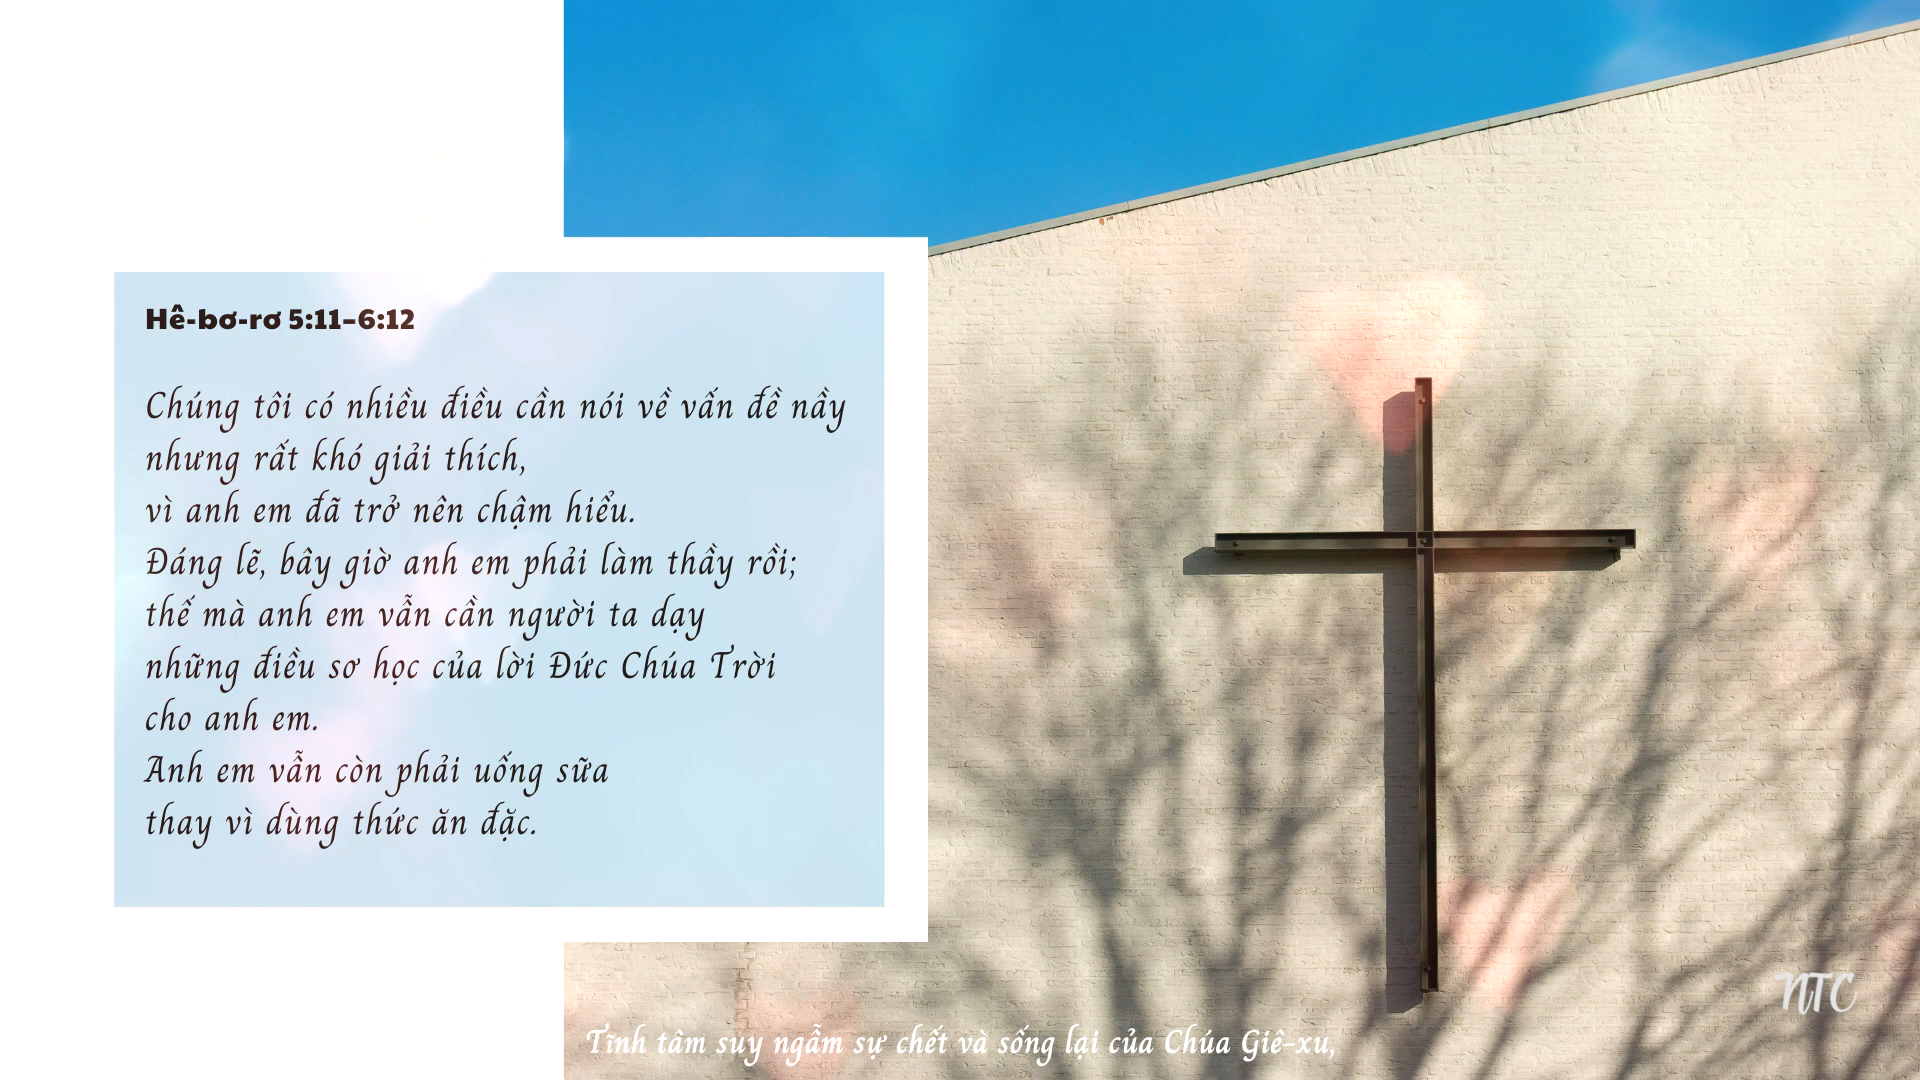 Hê-bơ-rơ 5:11-6:12
Chúng tôi có nhiều điều cần nói về vấn đề nầy
nhưng rất khó giải thích,
vì anh em đã trở nên chậm hiểu.
Đáng lẽ, bây giờ anh em phải làm thầy rồi;
thế mà anh em vẫn cần người ta dạy
những điều sơ học của lời Đức Chúa Trời
cho anh em.
Anh em vẫn còn phải uống sữa
thay vì dùng thức ăn đặc.
NTC
Tĩnh tâm suy ngẫm sự chết và sống lại của Chúa Giê-xu,